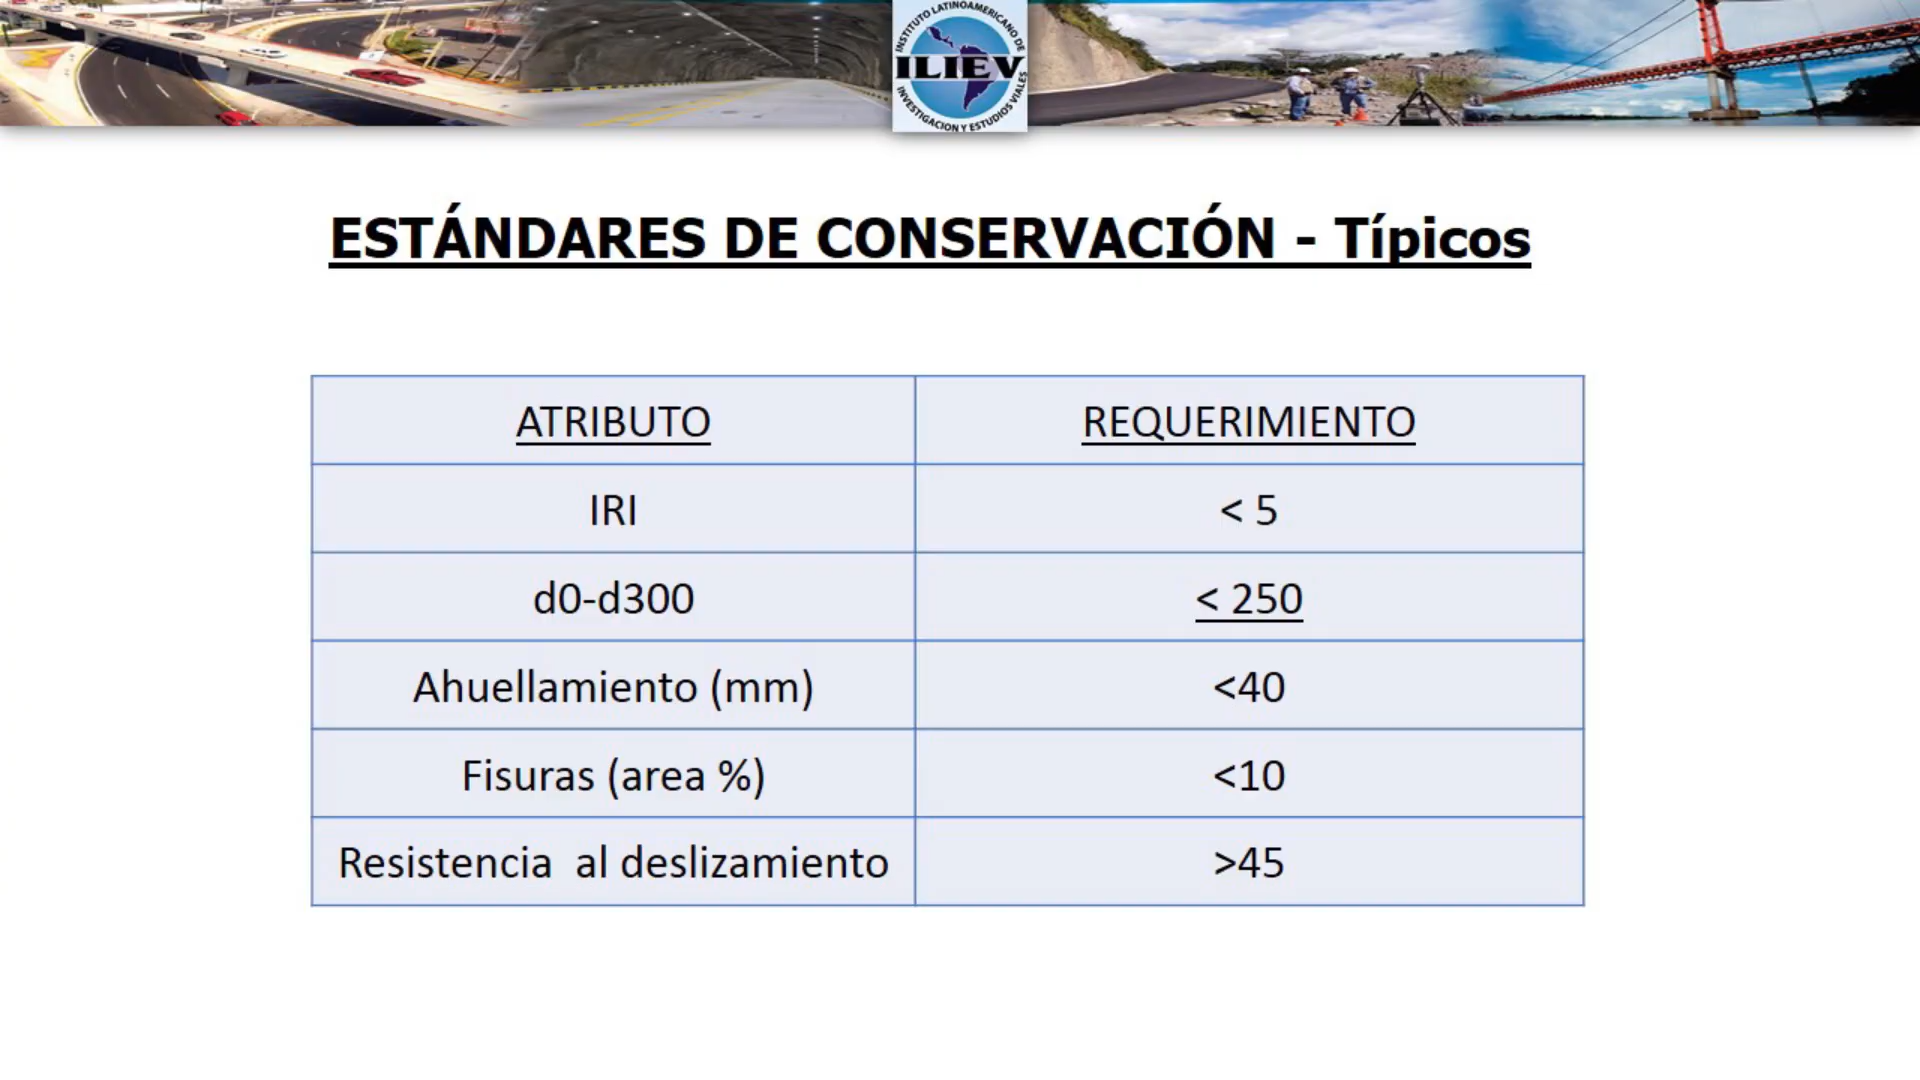 INSTITUTO LATINOAMERICANO DE
ILIEV
INVESTIGACION Y ESTUDIOS VIALES
ESTÁNDARES DE CONSERVACIÓN - Típicos
ATRIBUTO REQUERIMIENTO
IRI < 5
d0-d300 < 250
Ahuellamiento (mm) <40
Fisuras (area %) <10
Resistencia al deslizamiento >45